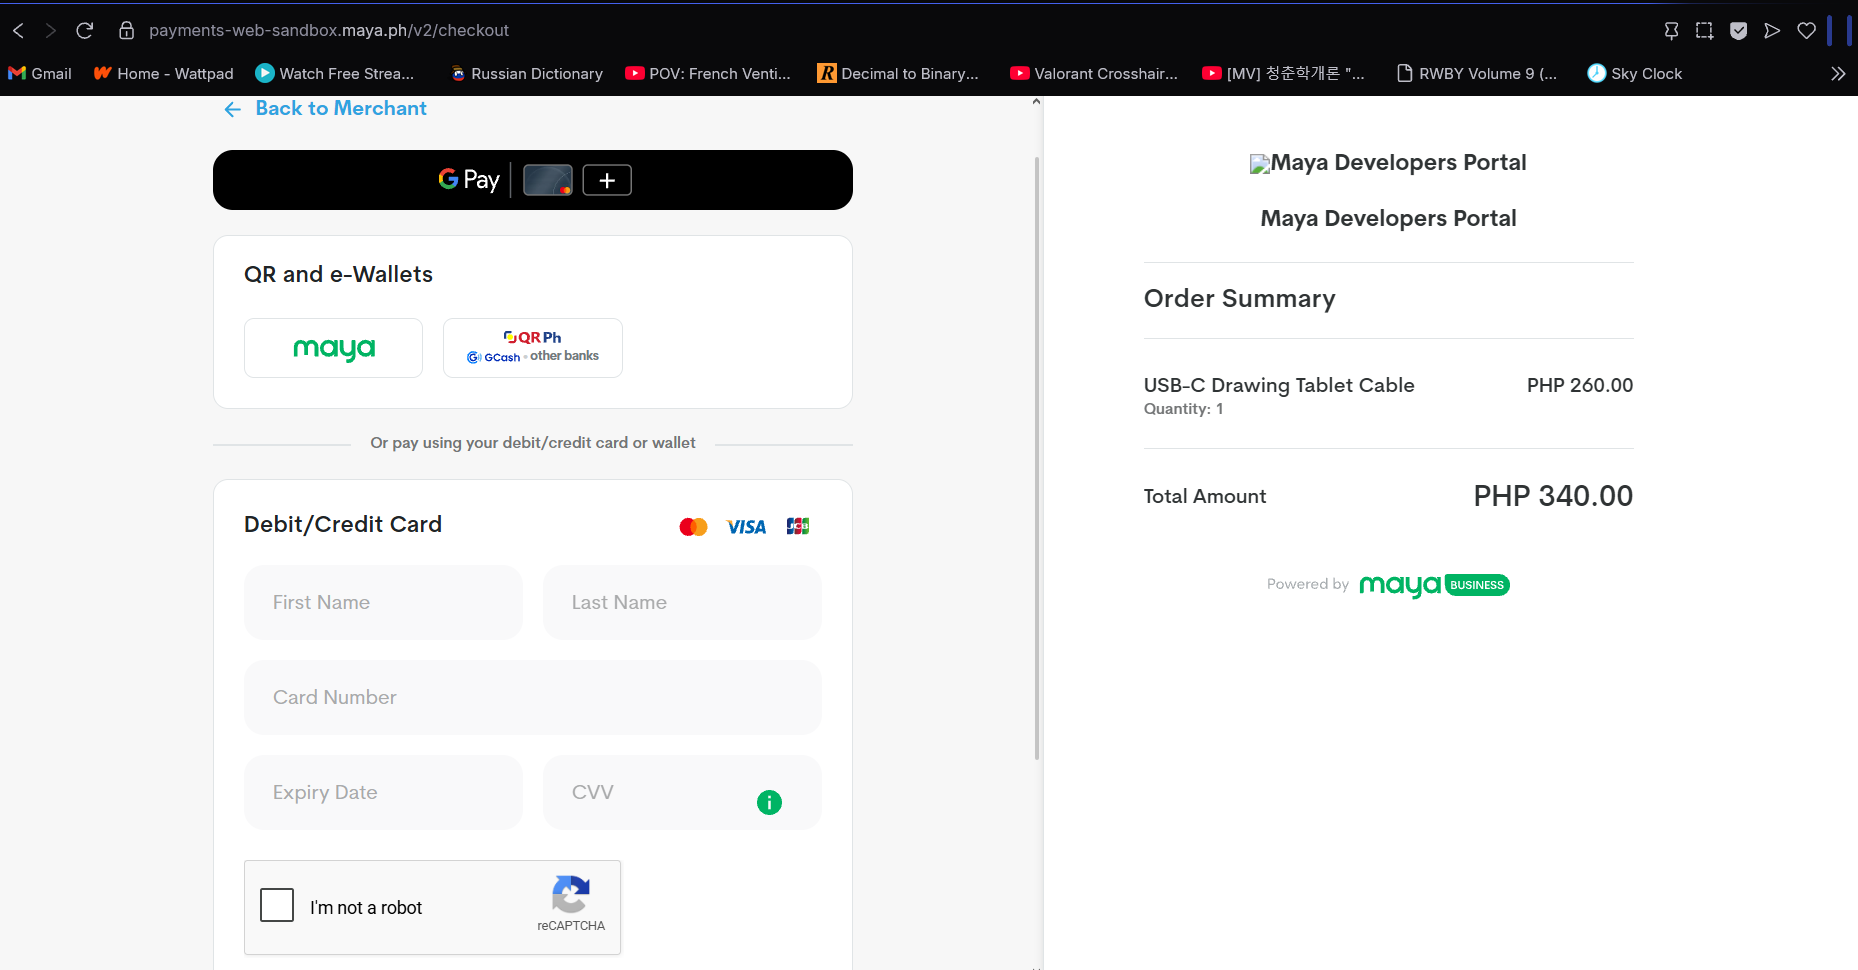 payments-web-sandbox.maya.ph/v2/checkout
Gmail
Home - Wattpad
Watch Free Strea...
Russian Dictionary
POV: French Venti...
Decimal to Binary...
Valorant Crosshair...
[MV] 청춘학개론 "...
RWBY Volume 9 (...
Sky Clock
Back to Merchant
G Pay
QR and e-Wallets
maya
QR Ph
GCash • other banks
Or pay using your debit/credit card or wallet
Debit/Credit Card
VISA
JCB
First Name
Last Name
Card Number
Expiry Date
CVV
I'm not a robot
reCAPTCHA
Maya Developers Portal
Maya Developers Portal
Order Summary
USB-C Drawing Tablet Cable
PHP 260.00
Quantity: 1
Total Amount
PHP 340.00
Powered by maya BUSINESS